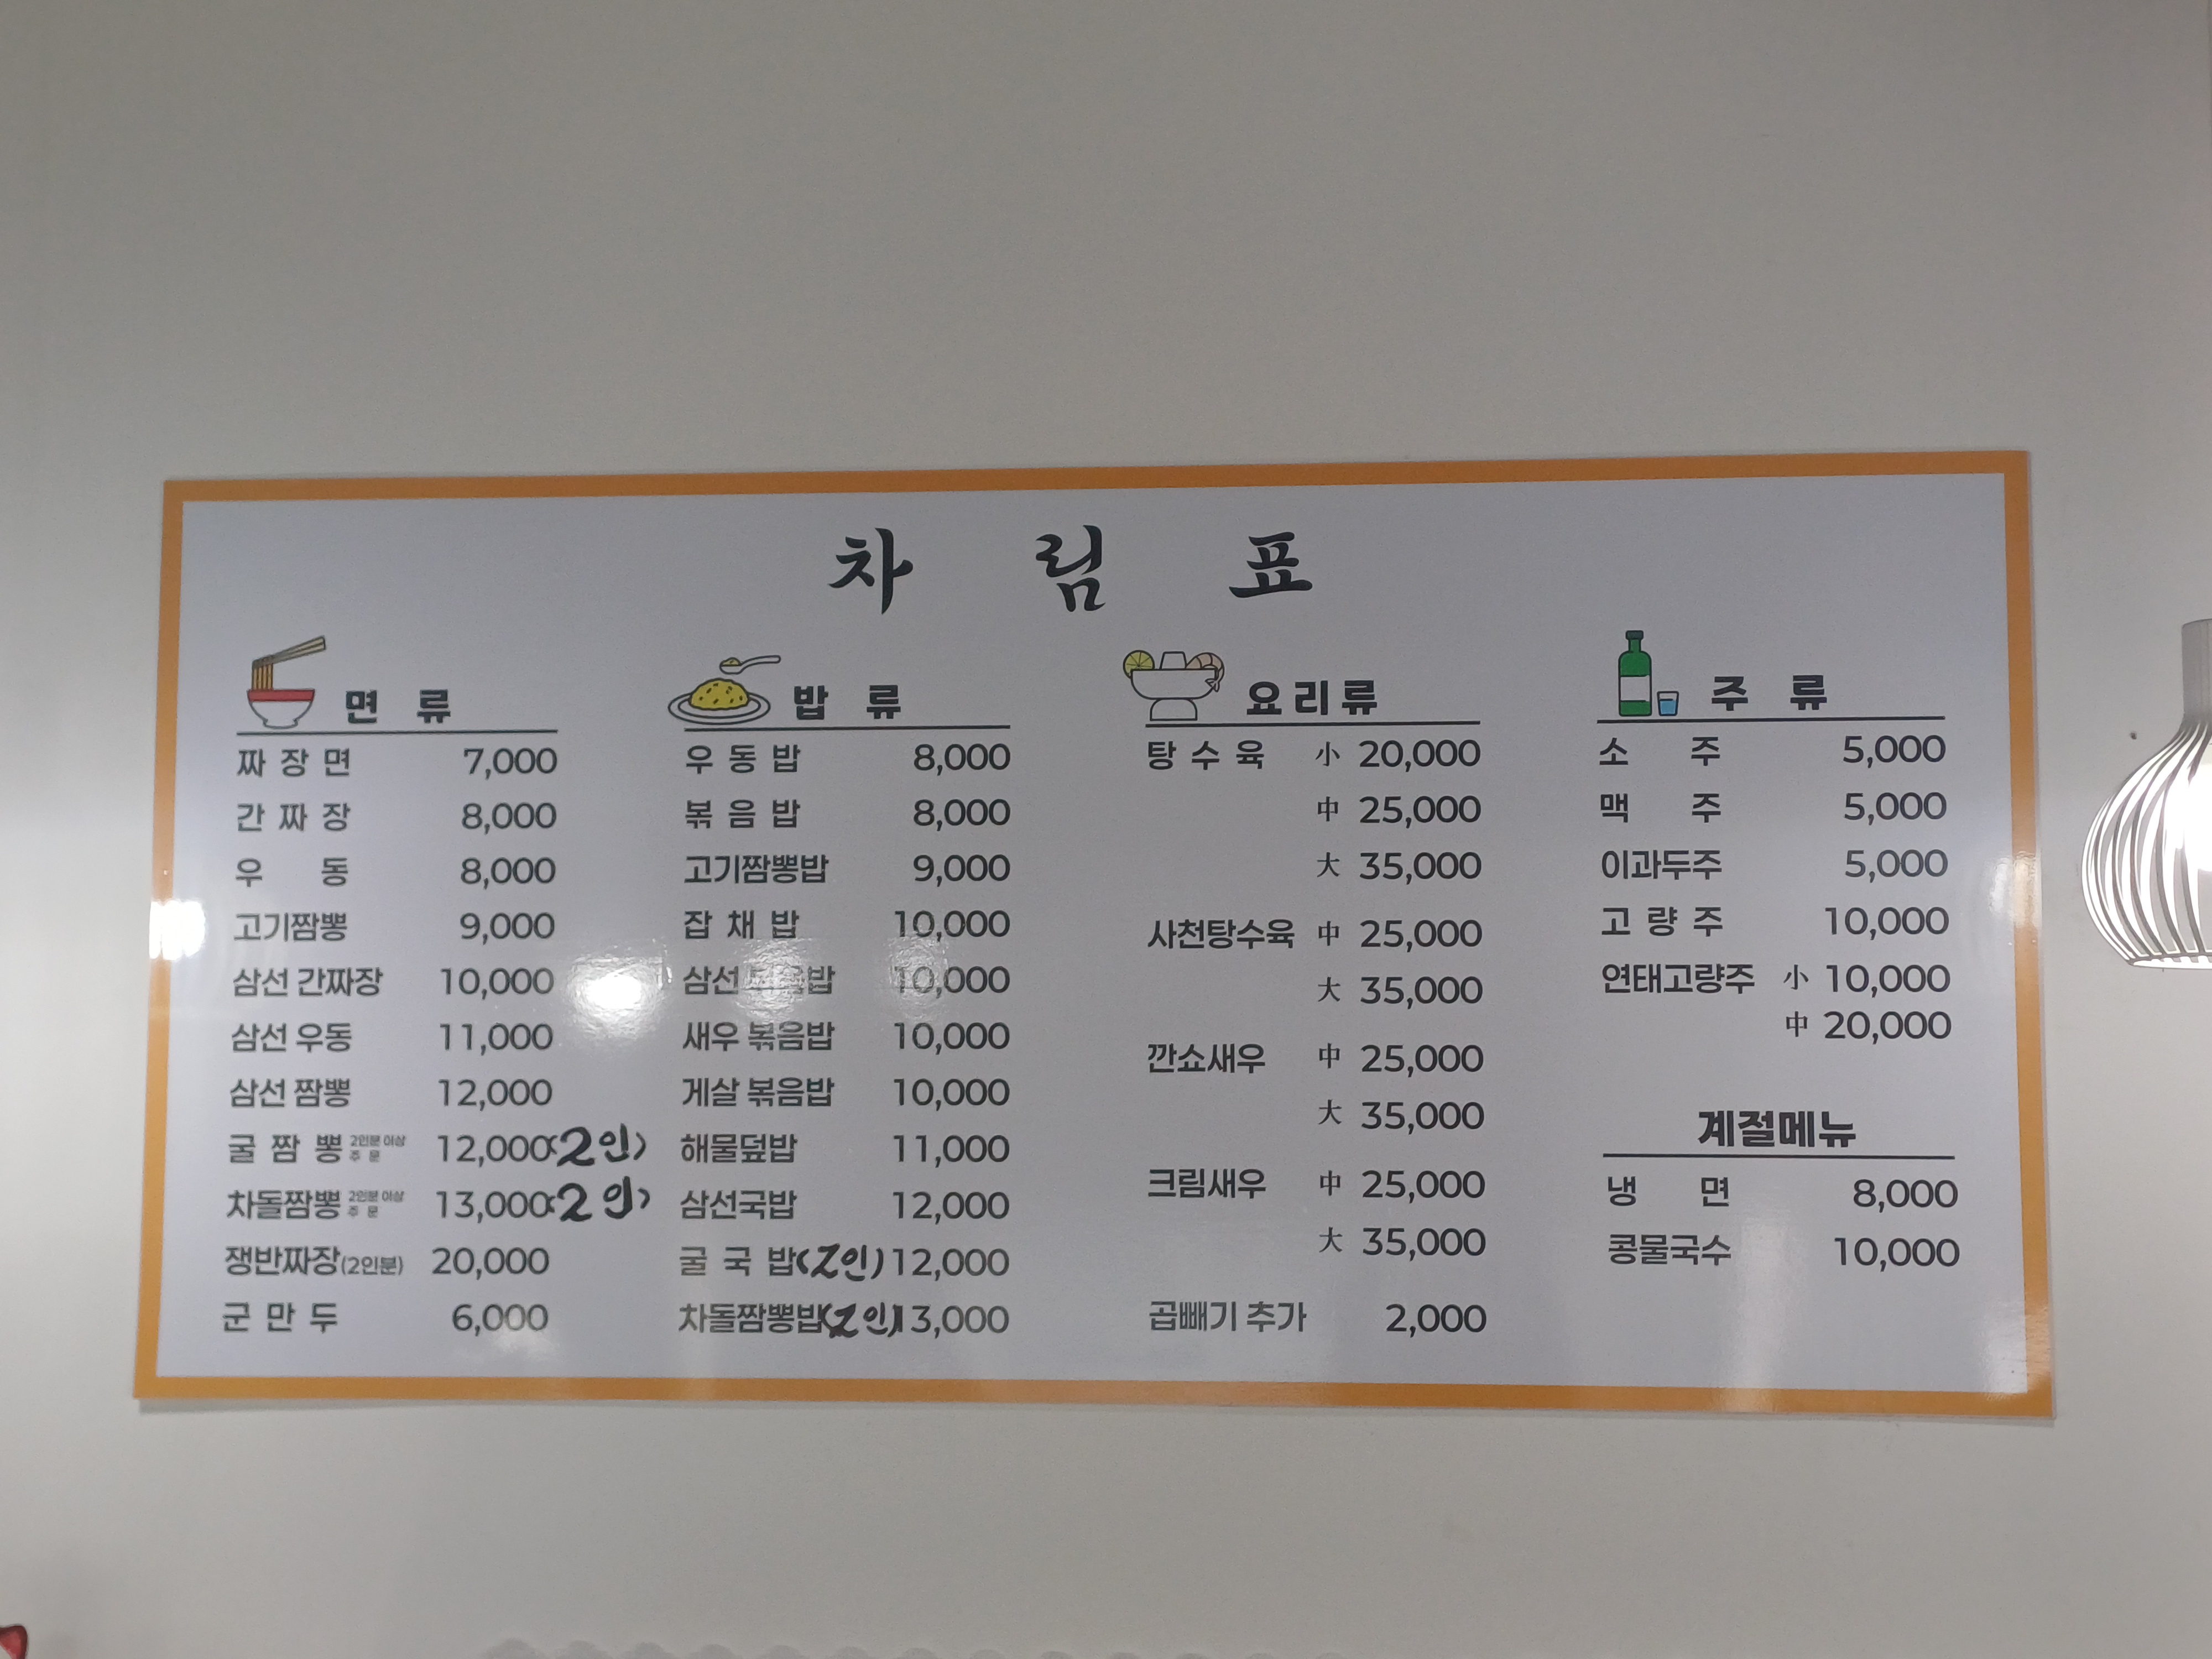 차림표
면류
짜장면 7,000
간짜장 8,000
우동 8,000
고기짬뽕 9,000
삼선 간짜장 10,000
삼선 우동 11,000
삼선 짬뽕 12,000
굴짬뽕 2인분 이상 주문 12,000 (2인)
차돌짬뽕 2인분 이상 주문 13,000 (2인)
쟁반짜장(2인분) 20,000
군만두 6,000
밥류
우동밥 8,000
볶음밥 8,000
고기짬뽕밥 9,000
잡채밥 10,000
삼선 볶음밥 10,000
새우 볶음밥 10,000
게살 볶음밥 10,000
해물덮밥 11,000
삼선국밥 12,000
굴국밥(2인) 12,000
차돌짬뽕밥(2인) 13,000
요리류
탕수육 小 20,000
中 25,000
大 35,000
사천탕수육 中 25,000
大 35,000
깐쇼새우 中 25,000
大 35,000
크림새우 中 25,000
大 35,000
곱빼기 추가 2,000
주류
소주 5,000
맥주 5,000
이과두주 5,000
고량주 10,000
연태고량주 小 10,000
中 20,000
계절메뉴
냉면 8,000
콩물국수 10,000